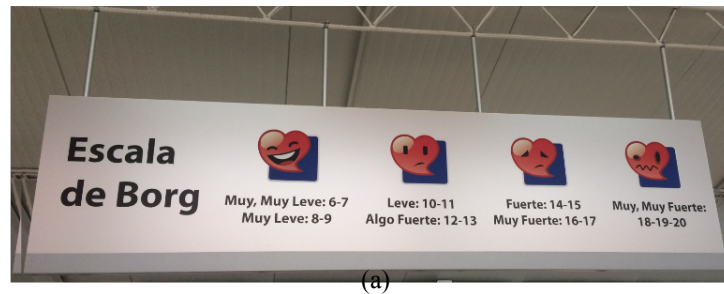 Escala
de Borg
Muy, Muy Leve: 6-7
Muy Leve: 8-9
Leve: 10-11
Algo Fuerte: 12-13
Fuerte: 14-15
Muy Fuerte: 16-17
Muy, Muy Fuerte:
18-19-20
(a)